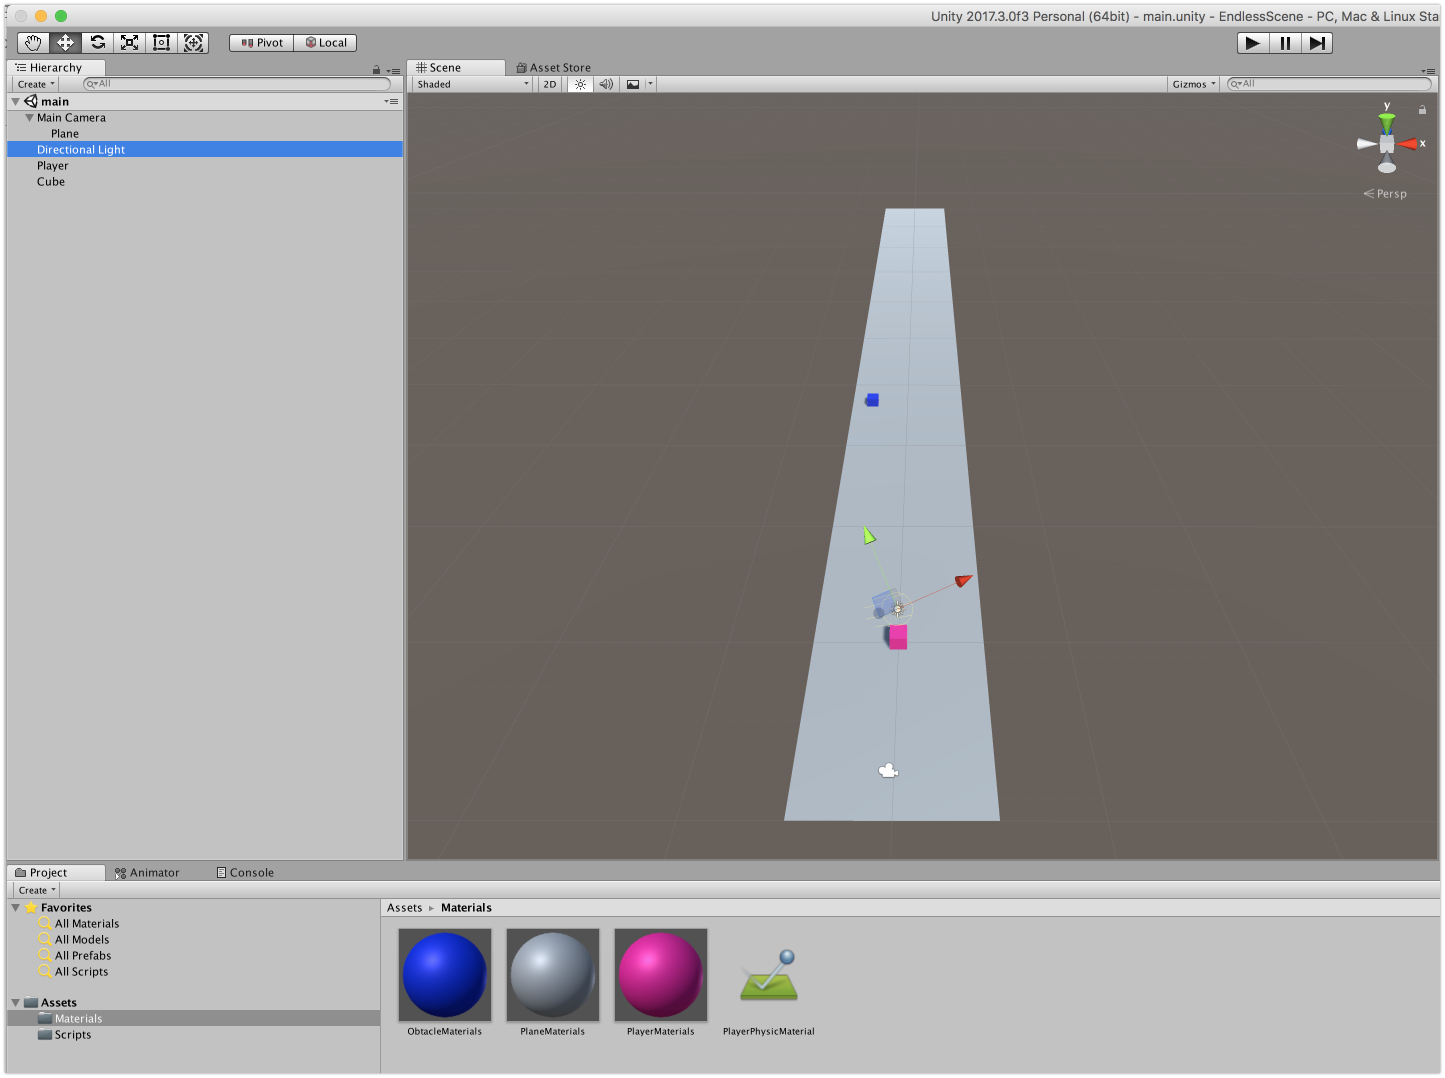 Unity 2017.3.0f3 Personal (64bit) - main.unity - EndlessScene - PC, Mac & Linux Sta
Pivot Local
Hierarchy
Create All
main
Main Camera
Plane
Directional Light
Player
Cube
Scene Asset Store
Shaded 2D Gizmos All
y
x
Persp
Project Animator Console
Create
Favorites
All Materials
All Models
All Prefabs
All Scripts
Assets
Materials
Scripts
Assets Materials
ObtacleMaterials PlaneMaterials PlayerMaterials PlayerPhysicMaterial